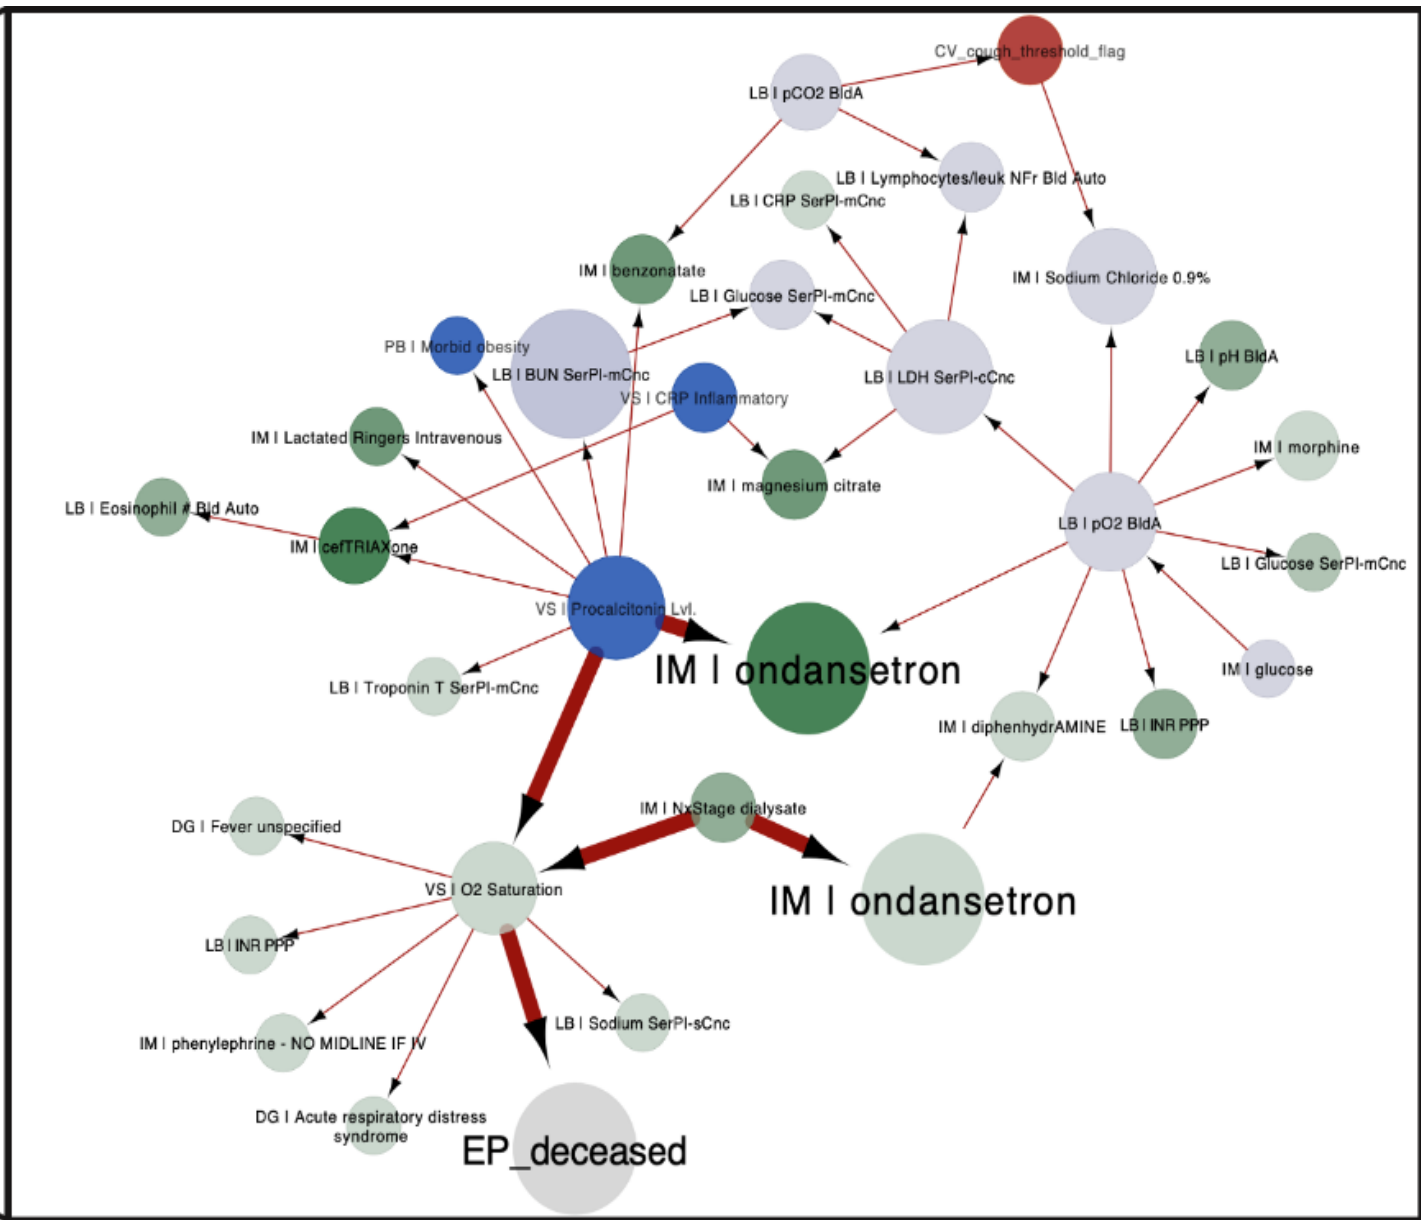 CV_cough_threshold_flag
LB | pCO2 BldA
LB | Lymphocytes/leuk NFr Bld Auto
LB | CRP SerPl-mCnc
IM | benzonatate
IM | Sodium Chloride 0.9%
LB | Glucose SerPl-mCnc
PB | Morbid obesity
LB | pH BldA
LB | BUN SerPl-mCnc
LB | LDH SerPl-cCnc
VS | CRP Inflammatory
IM | Lactated Ringers Intravenous
IM | morphine
IM | magnesium citrate
LB | Eosinophil # Bld Auto
LB | pO2 BldA
IM | cefTRIAXone
LB | Glucose SerPl-mCnc
VS | Procalcitonin Lvl.
IM | ondansetron
IM | glucose
LB | Troponin T SerPl-mCnc
IM | diphenhydrAMINE
LB | INR PPP
IM | NxStage dialysate
DG | Fever unspecified
VS | O2 Saturation
IM | ondansetron
LB | INR PPP
LB | Sodium SerPl-sCnc
IM | phenylephrine - NO MIDLINE IF IV
DG | Acute respiratory distress
syndrome
EP_deceased